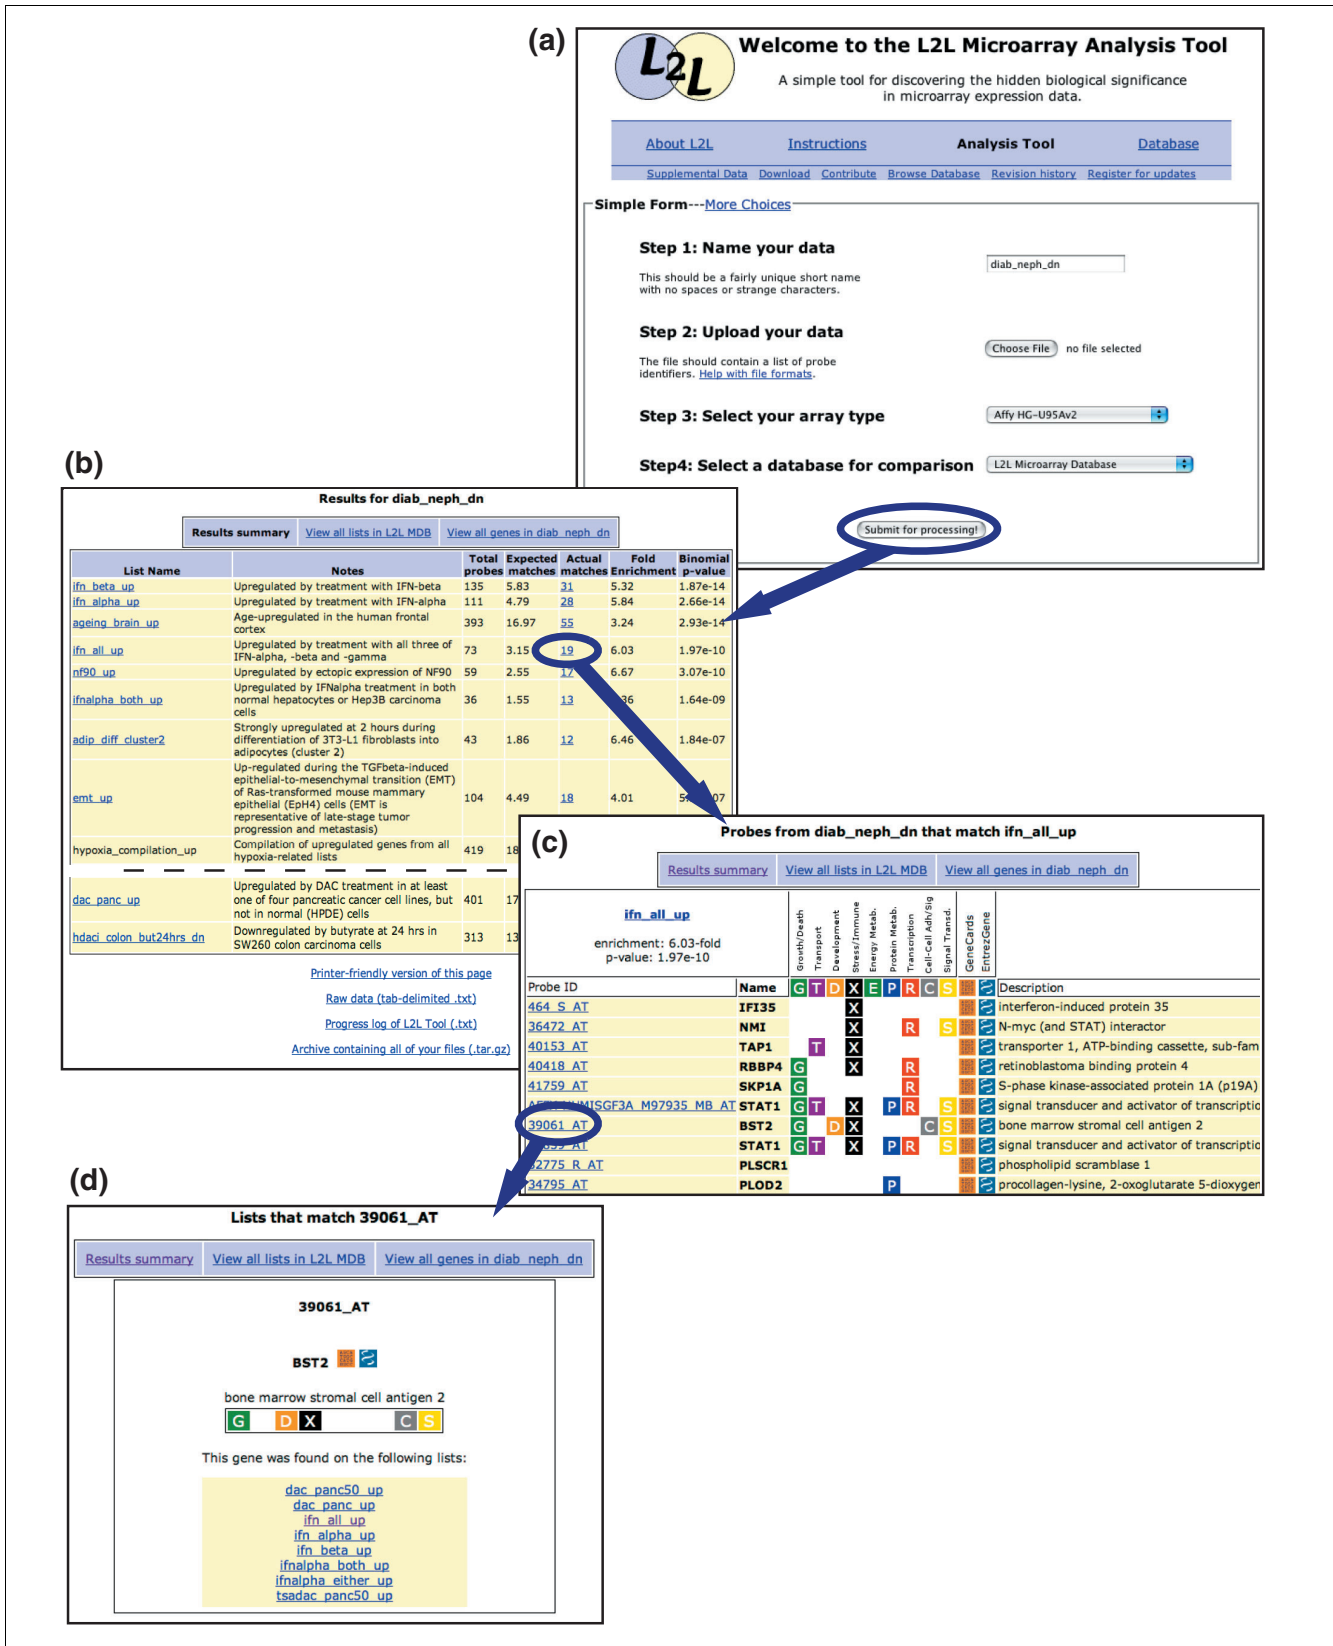 (a)
L2L
Welcome to the L2L Microarray Analysis Tool
A simple tool for discovering the hidden biological significance
in microarray expression data.
About L2L Instructions Analysis Tool Database
Supplemental Data Download Contribute Browse Database Revision history Register for updates
Simple Form---More Choices
Step 1: Name your data
diab_neph_dn
This should be a fairly unique short name
with no spaces or strange characters.
Step 2: Upload your data
Choose File no file selected
The file should contain a list of probe
identifiers. Help with file formats.
Step 3: Select your array type Affy HG-U95Av2
Step4: Select a database for comparison L2L Microarray Database
Submit for processing!
(b)
Results for diab_neph_dn
Results summary View all lists in L2L MDB View all genes in diab_neph_dn
List Name Notes Total probes Expected matches Actual matches Fold Enrichment Binomial p-value
ifn_beta_up Upregulated by treatment with IFN-beta 135 5.83 31 5.32 1.87e-14
ifn_alpha_up Upregulated by treatment with IFN-alpha 111 4.79 28 5.84 2.66e-14
ageing_brain_up Age-upregulated in the human frontal cortex 393 16.97 55 3.24 2.93e-14
ifn_all_up Upregulated by treatment with all three of IFN-alpha, -beta and -gamma 73 3.15 19 6.03 1.97e-10
nf90_up Upregulated by ectopic expression of NF90 59 2.55 17 6.67 3.07e-10
ifnalpha_both_up Upregulated by IFNalpha treatment in both normal hepatocytes or Hep3B carcinoma cells 36 1.55 13 36 1.64e-09
adip_diff_cluster2 Strongly upregulated at 2 hours during differentiation of 3T3-L1 fibroblasts into adipocytes (cluster 2) 43 1.86 12 6.46 1.84e-07
emt_up Up-regulated during the TGFbeta-induced epithelial-to-mesenchymal transition (EMT) of Ras-transformed mouse mammary epithelial (EpH4) cells (EMT is representative of late-stage tumor progression and metastasis) 104 4.49 18 4.01 5. 07
hypoxia_compilation_up Compilation of upregulated genes from all hypoxia-related lists 419 18
dac_panc_up Upregulated by DAC treatment in at least one of four pancreatic cancer cell lines, but not in normal (HPDE) cells 401 17
hdaci_colon_but24hrs_dn Downregulated by butyrate at 24 hrs in SW260 colon carcinoma cells 313 13
Printer-friendly version of this page
Raw data (tab-delimited .txt)
Progress log of L2L Tool (.txt)
Archive containing all of your files (.tar.gz)
(c)
Probes from diab_neph_dn that match ifn_all_up
Results summary View all lists in L2L MDB View all genes in diab_neph_dn
ifn_all_up
enrichment: 6.03-fold
p-value: 1.97e-10
Growth/Death
Transport
Development
Stress/Immune
Energy Metab.
Protein Metab.
Transcription
Cell-Cell Adh/Sig
Signal Transd.
GeneCards
EntrezGene
Probe ID Name G T D X E P R C S Description
464_S_AT IFI35 X interferon-induced protein 35
36472_AT NMI X R S N-myc (and STAT) interactor
40153_AT TAP1 T X transporter 1, ATP-binding cassette, sub-fam
40418_AT RBBP4 G X R retinoblastoma binding protein 4
41759_AT SKP1A G R S-phase kinase-associated protein 1A (p19A)
MISGF3A_M97935_MB_AT STAT1 G T X P R S signal transducer and activator of transcriptio
39061_AT BST2 G D X C S bone marrow stromal cell antigen 2
STAT1 G T X P R S signal transducer and activator of transcriptio
32775_R_AT PLSCR1 phospholipid scramblase 1
34795_AT PLOD2 P procollagen-lysine, 2-oxoglutarate 5-dioxygen
(d)
Lists that match 39061_AT
Results summary View all lists in L2L MDB View all genes in diab_neph_dn
39061_AT
BST2
bone marrow stromal cell antigen 2
G D X C S
This gene was found on the following lists:
dac_panc50_up
dac_panc_up
ifn_all_up
ifn_alpha_up
ifn_beta_up
ifnalpha_both_up
ifnalpha_either_up
tsadac_panc50_up